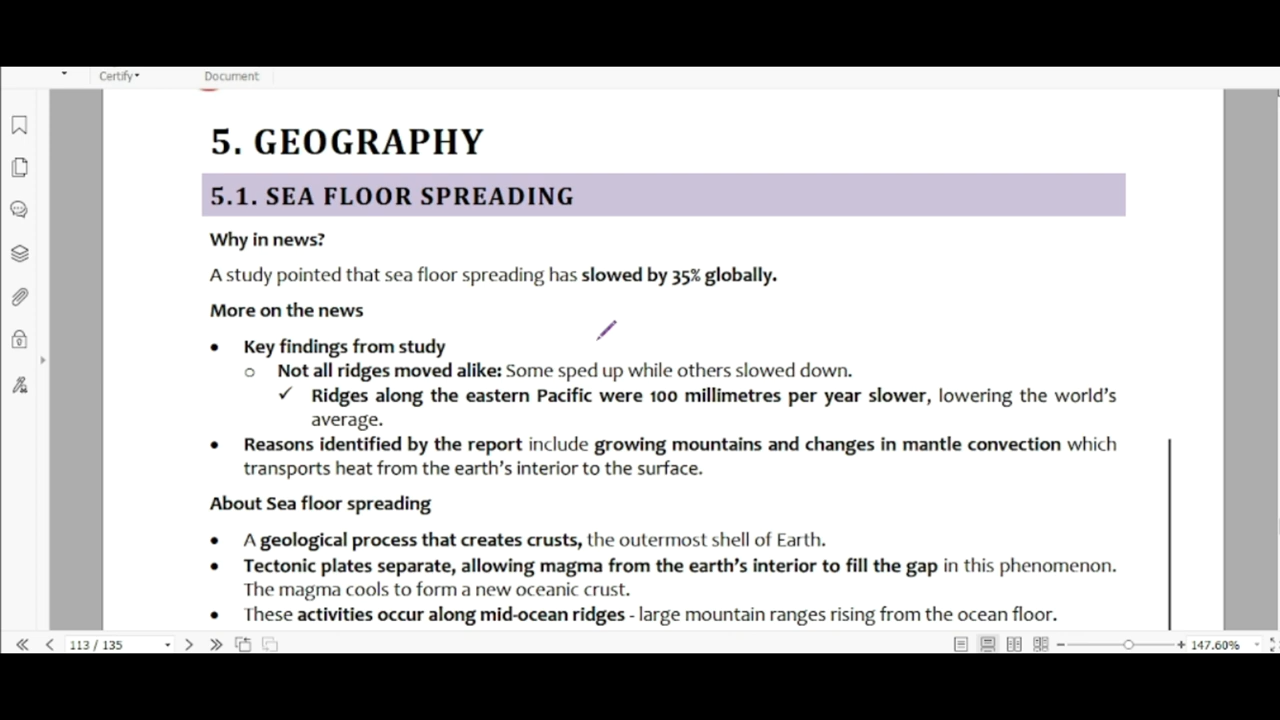 Certify
Document
5. GEOGRAPHY
5.1. SEA FLOOR SPREADING
Why in news?
A study pointed that sea floor spreading has slowed by 35% globally.
More on the news
• Key findings from study
o Not all ridges moved alike: Some sped up while others slowed down.
✓ Ridges along the eastern Pacific were 100 millimetres per year slower, lowering the world's
average.
• Reasons identified by the report include growing mountains and changes in mantle convection which
transports heat from the earth's interior to the surface.
About Sea floor spreading
• A geological process that creates crusts, the outermost shell of Earth.
• Tectonic plates separate, allowing magma from the earth's interior to fill the gap in this phenomenon.
The magma cools to form a new oceanic crust.
• These activities occur along mid-ocean ridges - large mountain ranges rising from the ocean floor.
113 / 135
147.60%